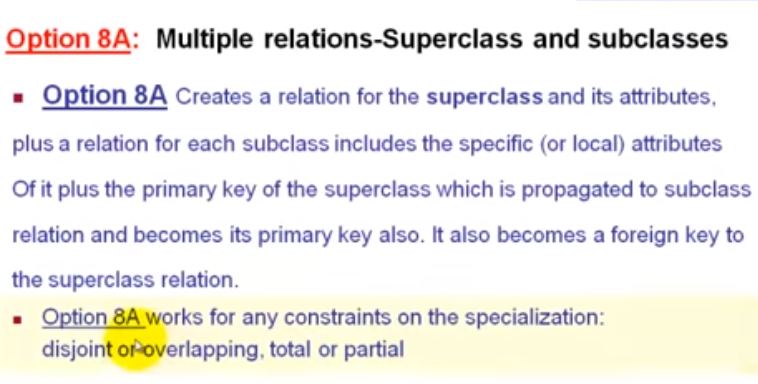 Option 8A: Multiple relations-Superclass and subclasses
▪ Option 8A Creates a relation for the superclass and its attributes,
plus a relation for each subclass includes the specific (or local) attributes
Of it plus the primary key of the superclass which is propagated to subclass
relation and becomes its primary key also. It also becomes a foreign key to
the superclass relation.
▪ Option 8A works for any constraints on the specialization:
disjoint or overlapping, total or partial